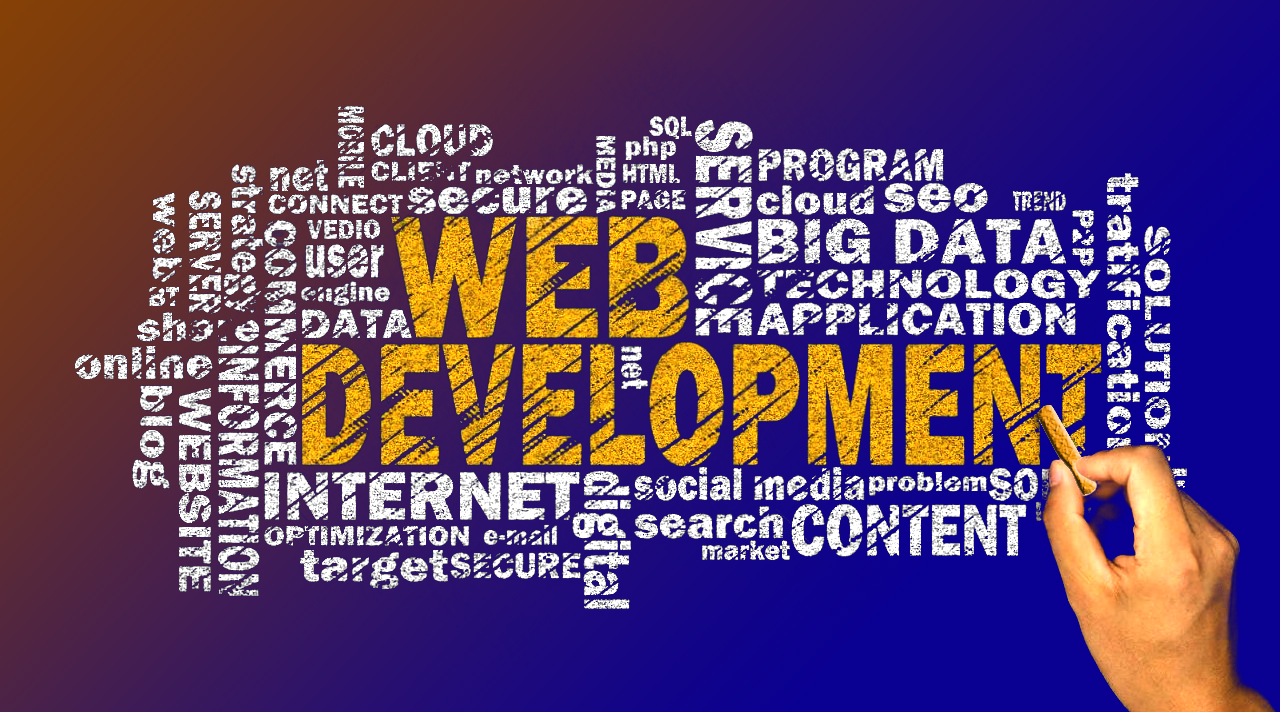 MOBILE
CLOUD
SQL
SERVICE
php
MEDIA
PROGRAM
net
CLIENT
network
HTML
strategy
CONNECT
secure
PAGE
cloud
seo
TREND
web
SERVER
COMMERCE
VEDIO
WEB
BIG DATA
P2P
user
BT
engine
TECHNOLOGY
DATA
APPLICATION
SOLUTION
online
INFORMATION
DEVELOPMENT
net
blog
WEBSITE
INTERNET
digital
social media
problem
OPTIMIZATION
e-mail
search
CONTENT
target
SECURE
market